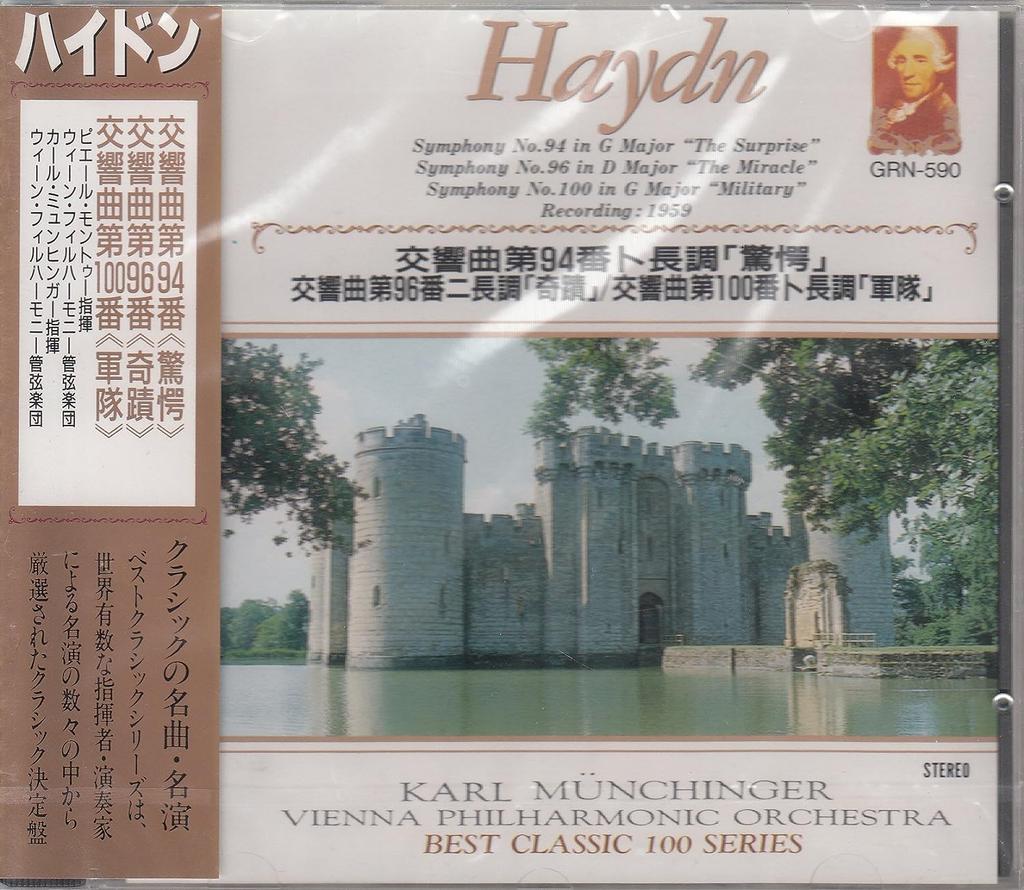 ハイドン
交響曲第94番《驚愕》
交響曲第96番《奇蹟》
交響曲第100番《軍隊》
ピエール・モントゥー指揮
ウィーン・フィルハーモニー管弦楽団
カール・ミュンヒンガー指揮
ウィーン・フィルハーモニー管弦楽団
クラシックの名曲・名演
ベストクラシックシリーズは、
世界有数な指揮者・演奏家
による名演の数々の中から
厳選されたクラシック決定盤
Haydn
Symphony No.94 in G Major “The Surprise”
Symphony No.96 in D Major “The Miracle”
Symphony No.100 in G Major “Military”
Recording : 1959
GRN-590
交響曲第94番ト長調「驚愕」
交響曲第96番ニ長調「奇蹟」/交響曲第100番ト長調「軍隊」
STEREO
KARL MÜNCHINGER
VIENNA PHILHARMONIC ORCHESTRA
BEST CLASSIC 100 SERIES